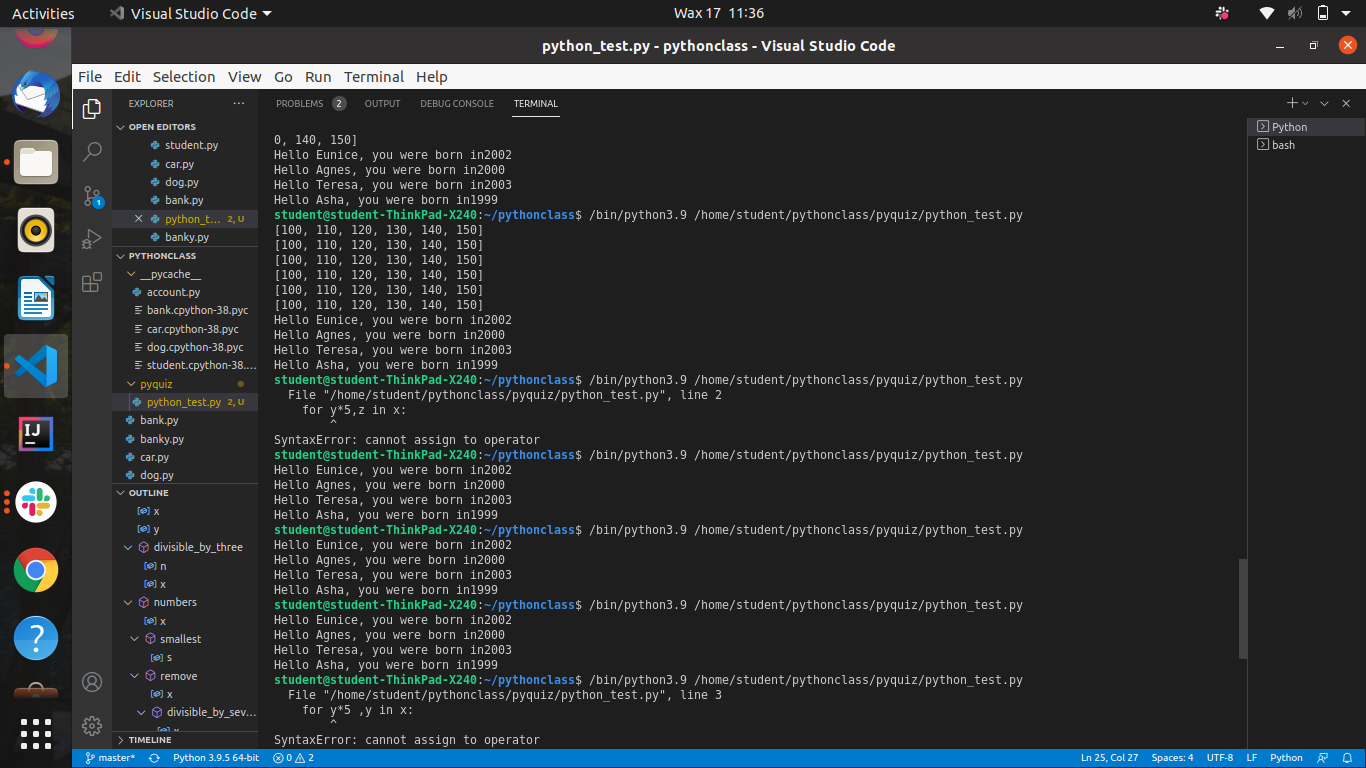 Activities Visual Studio Code Wax 17 11:36
python_test.py - pythonclass - Visual Studio Code
File Edit Selection View Go Run Terminal Help
EXPLORER ···
OPEN EDITORS
student.py
car.py
dog.py
bank.py
python_t... 2, U
banky.py
PYTHONCLASS
__pycache__
account.py
bank.cpython-38.pyc
car.cpython-38.pyc
dog.cpython-38.pyc
student.cpython-38....
pyquiz
python_test.py 2, U
bank.py
banky.py
car.py
dog.py
OUTLINE
x
y
divisible_by_three
n
x
numbers
x
smallest
s
remove
x
divisible_by_sev...
TIMELINE
1
IJ
?
PROBLEMS 2 OUTPUT DEBUG CONSOLE TERMINAL
0, 140, 150]
Hello Eunice, you were born in2002
Hello Agnes, you were born in2000
Hello Teresa, you were born in2003
Hello Asha, you were born in1999
student@student-ThinkPad-X240:~/pythonclass$ /bin/python3.9 /home/student/pythonclass/pyquiz/python_test.py
[100, 110, 120, 130, 140, 150]
[100, 110, 120, 130, 140, 150]
[100, 110, 120, 130, 140, 150]
[100, 110, 120, 130, 140, 150]
[100, 110, 120, 130, 140, 150]
[100, 110, 120, 130, 140, 150]
Hello Eunice, you were born in2002
Hello Agnes, you were born in2000
Hello Teresa, you were born in2003
Hello Asha, you were born in1999
student@student-ThinkPad-X240:~/pythonclass$ /bin/python3.9 /home/student/pythonclass/pyquiz/python_test.py
File "/home/student/pythonclass/pyquiz/python_test.py", line 2
for y*5,z in x:
^
SyntaxError: cannot assign to operator
student@student-ThinkPad-X240:~/pythonclass$ /bin/python3.9 /home/student/pythonclass/pyquiz/python_test.py
Hello Eunice, you were born in2002
Hello Agnes, you were born in2000
Hello Teresa, you were born in2003
Hello Asha, you were born in1999
student@student-ThinkPad-X240:~/pythonclass$ /bin/python3.9 /home/student/pythonclass/pyquiz/python_test.py
Hello Eunice, you were born in2002
Hello Agnes, you were born in2000
Hello Teresa, you were born in2003
Hello Asha, you were born in1999
student@student-ThinkPad-X240:~/pythonclass$ /bin/python3.9 /home/student/pythonclass/pyquiz/python_test.py
Hello Eunice, you were born in2002
Hello Agnes, you were born in2000
Hello Teresa, you were born in2003
Hello Asha, you were born in1999
student@student-ThinkPad-X240:~/pythonclass$ /bin/python3.9 /home/student/pythonclass/pyquiz/python_test.py
File "/home/student/pythonclass/pyquiz/python_test.py", line 3
for y*5 ,y in x:
^
SyntaxError: cannot assign to operator
Python
bash
master* Python 3.9.5 64-bit 0 2 Ln 25, Col 27 Spaces: 4 UTF-8 LF Python